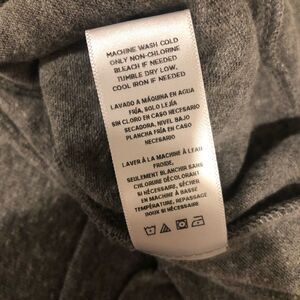 MACHINE WASH COLD
ONLY NON-CHLORINE
BLEACH IF NEEDED
TUMBLE DRY LOW,
COOL IRON IF NEEDED
LAVADO A MÁQUINA EN AGUA
FRÍA, SOLO LEJÍA
SIN CLORO EN CASO NECESARIO
SECADORA, NIVEL BAJO
PLANCHA FRÍA EN CASO
NECESARIO
LAVER À LA MACHINE À L'EAU
FROIDE,
SEULEMENT BLANCHIR SANS
CHLORURE DÉCOLORANT
SI NÉCESSAIRE, SÉCHER
EN MACHINE À BASSE
TEMPÉRATURE, REPASSAGE
DOUX SI NÉCESSAIRE